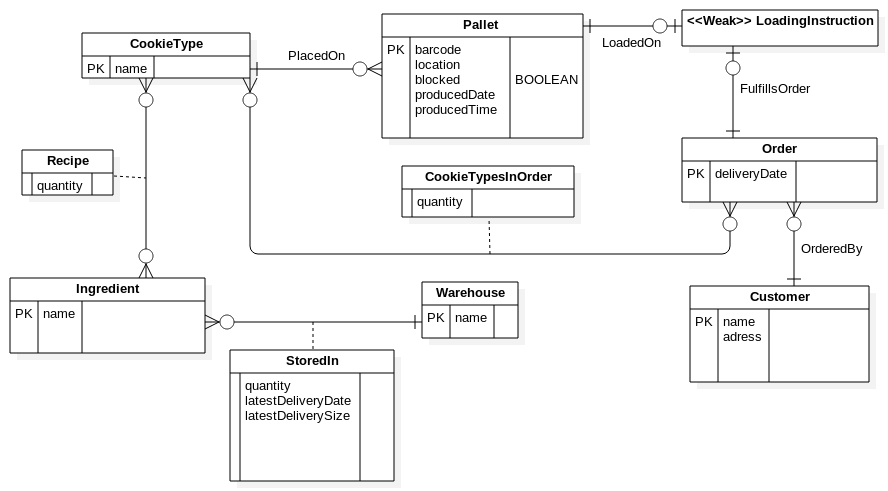 CookieType
PK name
PlacedOn
Pallet
PK barcode
location
blocked BOOLEAN
producedDate
producedTime
LoadedOn
<<Weak>> LoadingInstruction
FulfillsOrder
Order
PK deliveryDate
Recipe
quantity
CookieTypesInOrder
quantity
OrderedBy
Ingredient
PK name
Warehouse
PK name
Customer
PK name
adress
StoredIn
quantity
latestDeliveryDate
latestDeliverySize